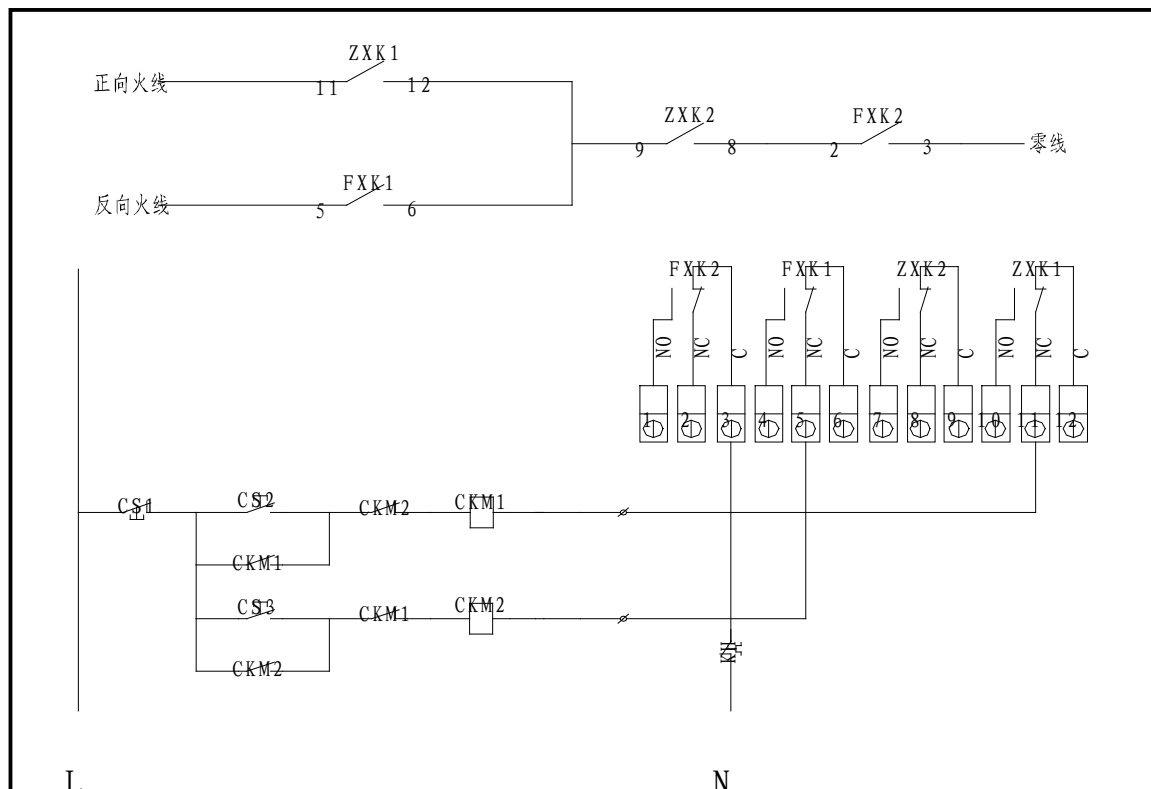 ZXK1
正向火线 11 12
ZXK2 FXK2
9 8 2 3 零线
FXK1
反向火线 5 6
FXK2 FXK1 ZXK2 ZXK1
NO NC C NO NC C NO NC C NO NC C
1 2 3 4 5 6 7 8 9 10 11 12
CS1 CS2 CKM2 CKM1
CKM1
CS3 CKM1 CKM2
CKM2
KH
L N